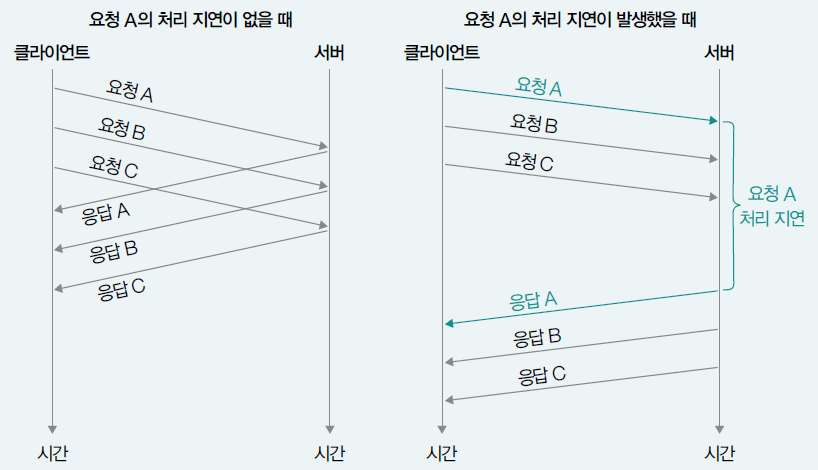 요청 A의 처리 지연이 없을 때
클라이언트
서버
요청 A
요청 B
요청 C
응답 A
응답 B
응답 C
시간
시간
요청 A의 처리 지연이 발생했을 때
클라이언트
서버
요청 A
요청 B
요청 C
요청 A
처리 지연
응답 A
응답 B
응답 C
시간
시간